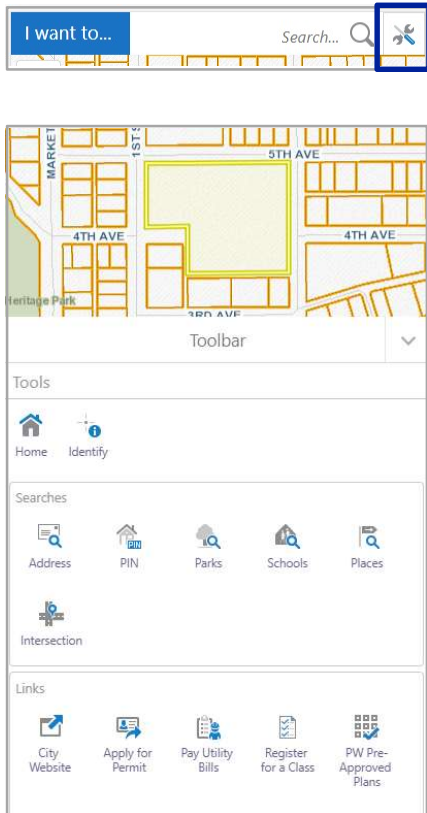 I want to...
Search...
MARKET
1ST S
5TH AVE
4TH AVE
4TH AVE
Heritage Park
3RD AVE
Toolbar
Tools
Home
Identify
Searches
Address
PIN
PIN
Parks
Schools
Places
Intersection
Links
City
Website
Apply for
Permit
Pay Utility
Bills
Register
for a Class
PW Pre-
Approved
Plans